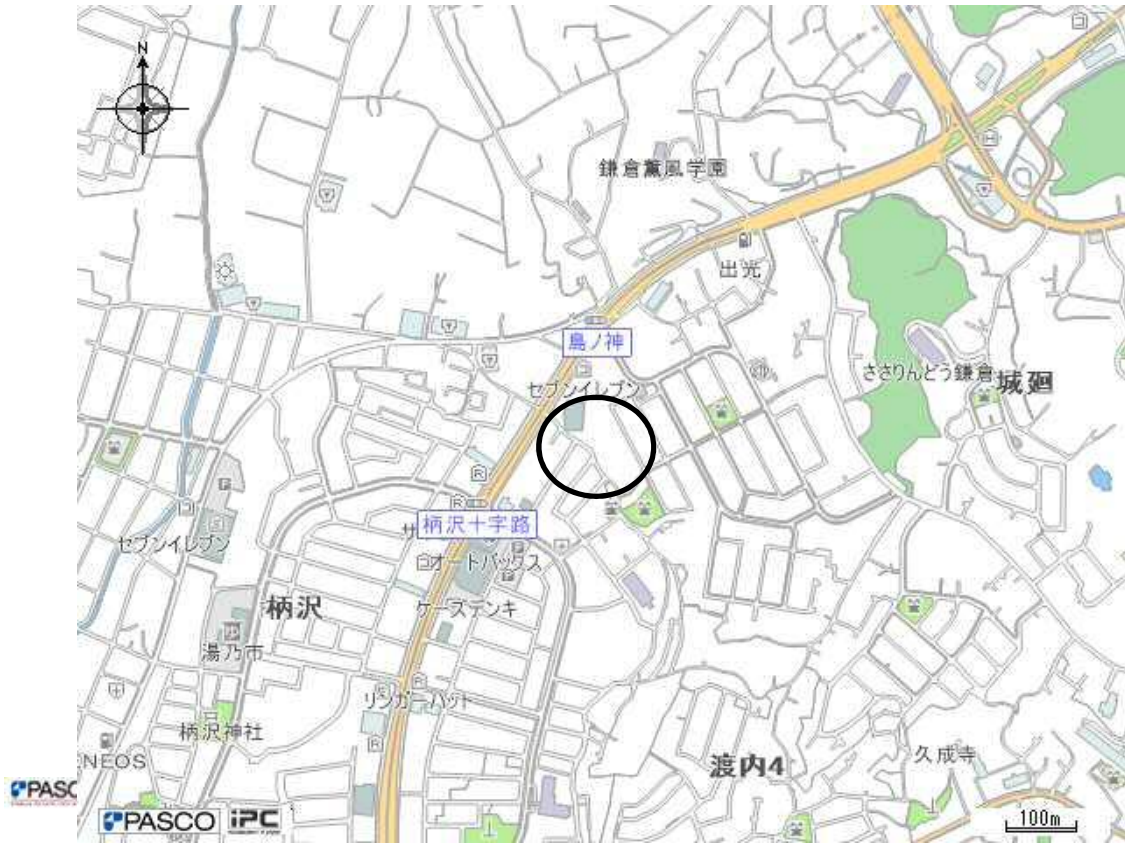 N
鎌倉薫風学園
出光
島ノ神
セブンイレブン
ささりんどう鎌倉
城廻
柄沢十字路
セブンイレブン
オートバックス
ケーズデンキ
柄沢
湯乃市
リンガーハット
柄沢神社
ENEOS
渡内4
久成寺
PASC
PASCO
iPC
100m